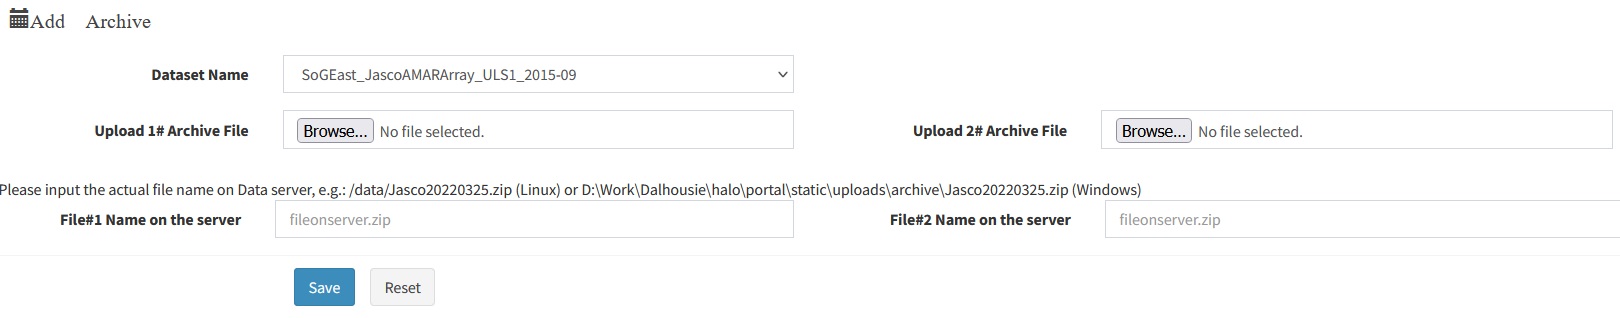 Add Archive
Dataset Name SoGEast_JascoAMARArray_ULS1_2015-09
Upload 1# Archive File Browse... No file selected. Upload 2# Archive File Browse... No file selected.
Please input the actual file name on Data server, e.g.: /data/Jasco20220325.zip (Linux) or D:\Work\Dalhousie\halo\portal\static\uploads\archive\Jasco20220325.zip (Windows)
File#1 Name on the server fileonserver.zip File#2 Name on the server fileonserver.zip
Save Reset